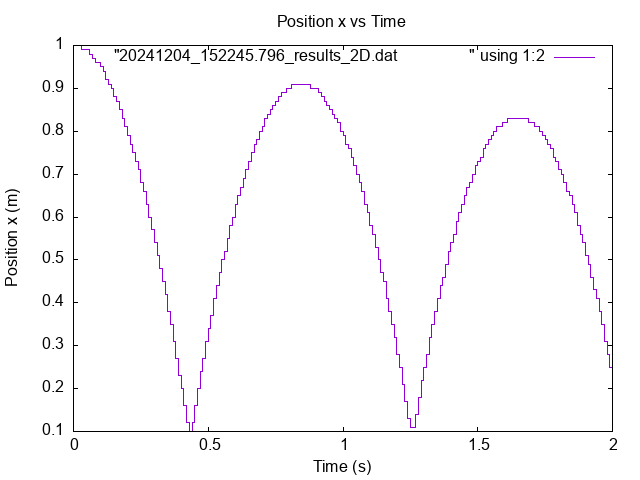 Position x vs Time
"20241204_152245.796_results_2D.dat " using 1:2
1
0.9
0.8
0.7
0.6
0.5
0.4
0.3
0.2
0.1
Position x (m)
0 0.5 1 1.5 2
Time (s)